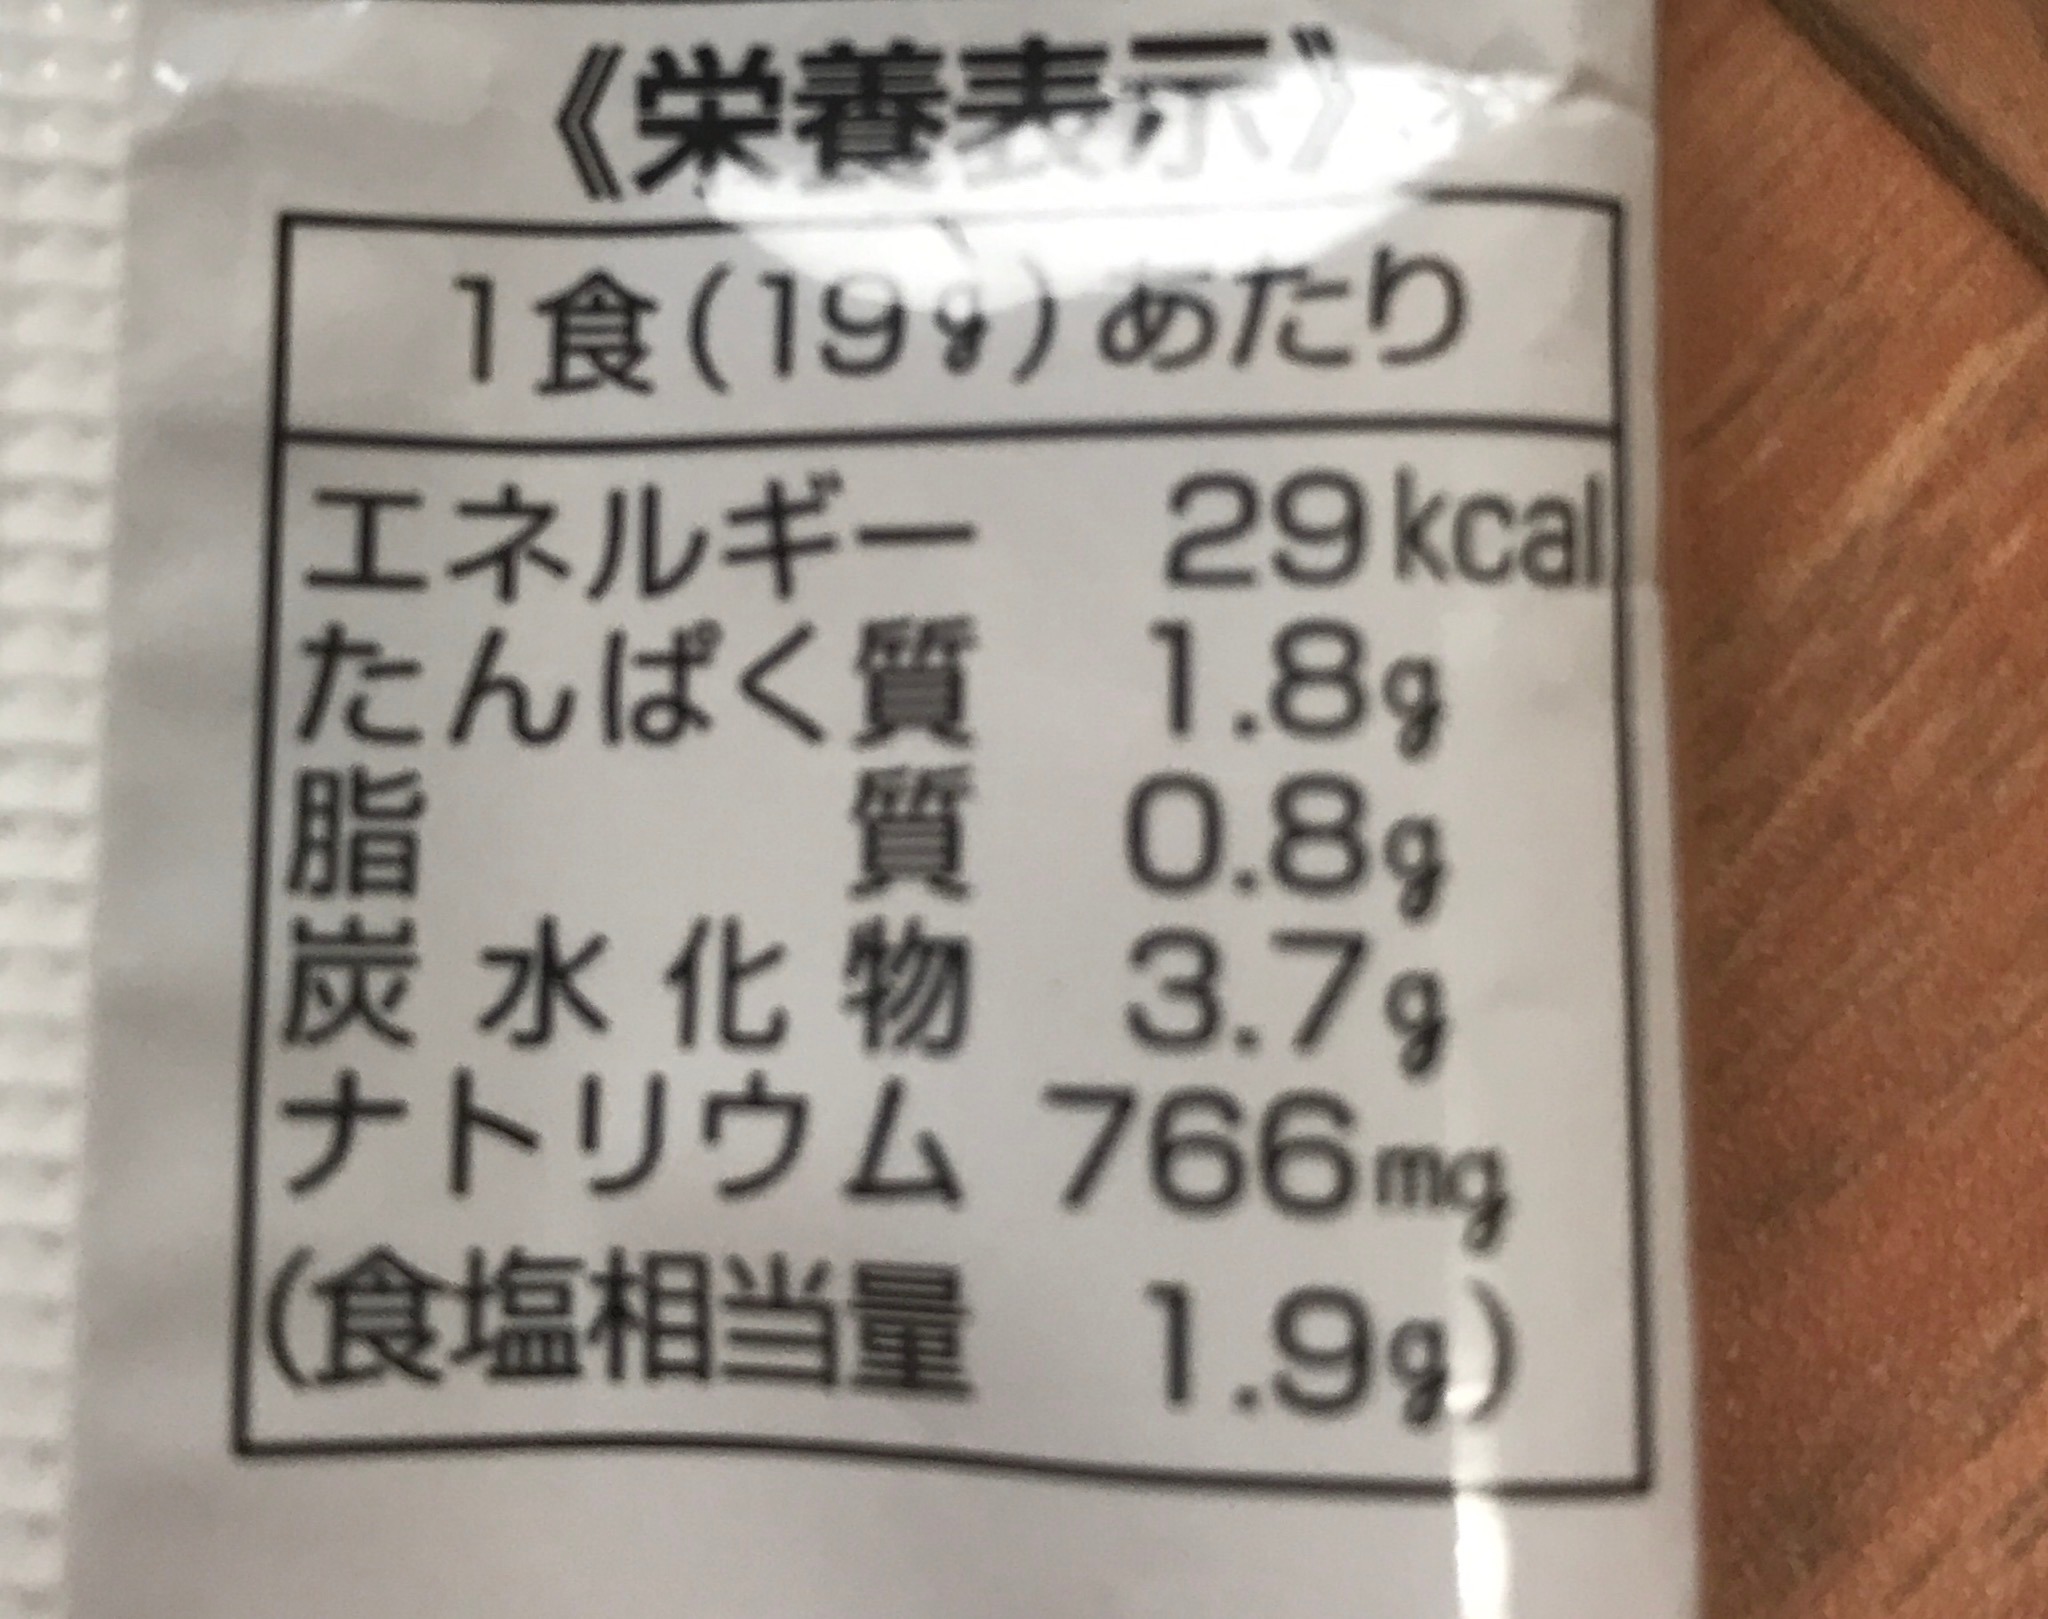 《栄養表示》
1食(19g)あたり
エネルギー 29kcal
たんぱく質 1.8g
脂質 0.8g
炭水化物 3.7g
ナトリウム 766mg
(食塩相当量 1.9g)